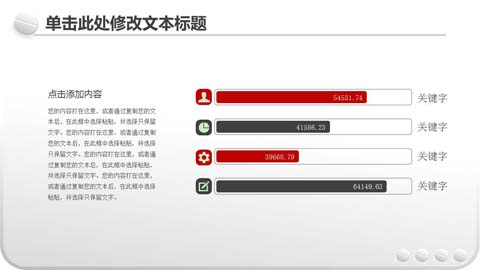 单击此处修改文本标题
点击添加内容
您的内容打在这里，或者通过复制您的文
本后，在此框中选择粘贴，并选择只保留
文字。您的内容打在这里，或者通过复制
您的文本后，在此框中选择粘贴，并选择
只保留文字。您的内容打在这里，或者通
过复制您的文本后，在此框中选择粘贴，
并选择只保留文字。您的内容打在这里，
或者通过复制您的文本后，在此框中选择
粘贴，并选择只保留文字。
54531.74 关键字
41586.23 关键字
39668.79 关键字
64149.63 关键字